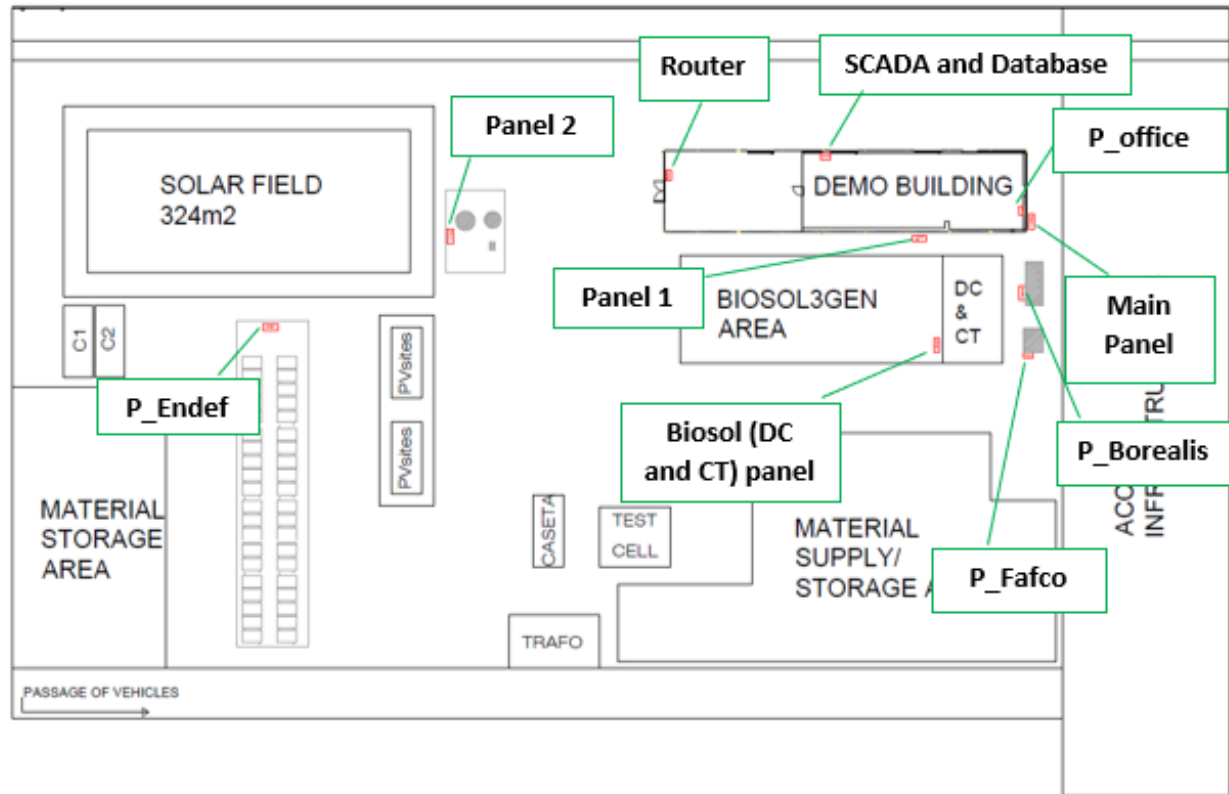 Router
SCADA and Database
Panel 2
P_office
SOLAR FIELD
324m2
DEMO BUILDING
Panel 1
BIOSOL3GEN
AREA
DC
&
CT
Main
Panel
C1
C2
PVsites
PVsites
P_Endef
Biosol (DC
and CT) panel
P_Borealis
MATERIAL
STORAGE
AREA
CASETA
TEST
CELL
MATERIAL
SUPPLY/
STORAGE
P_Fafco
TRAFO
PASSAGE OF VEHICLES